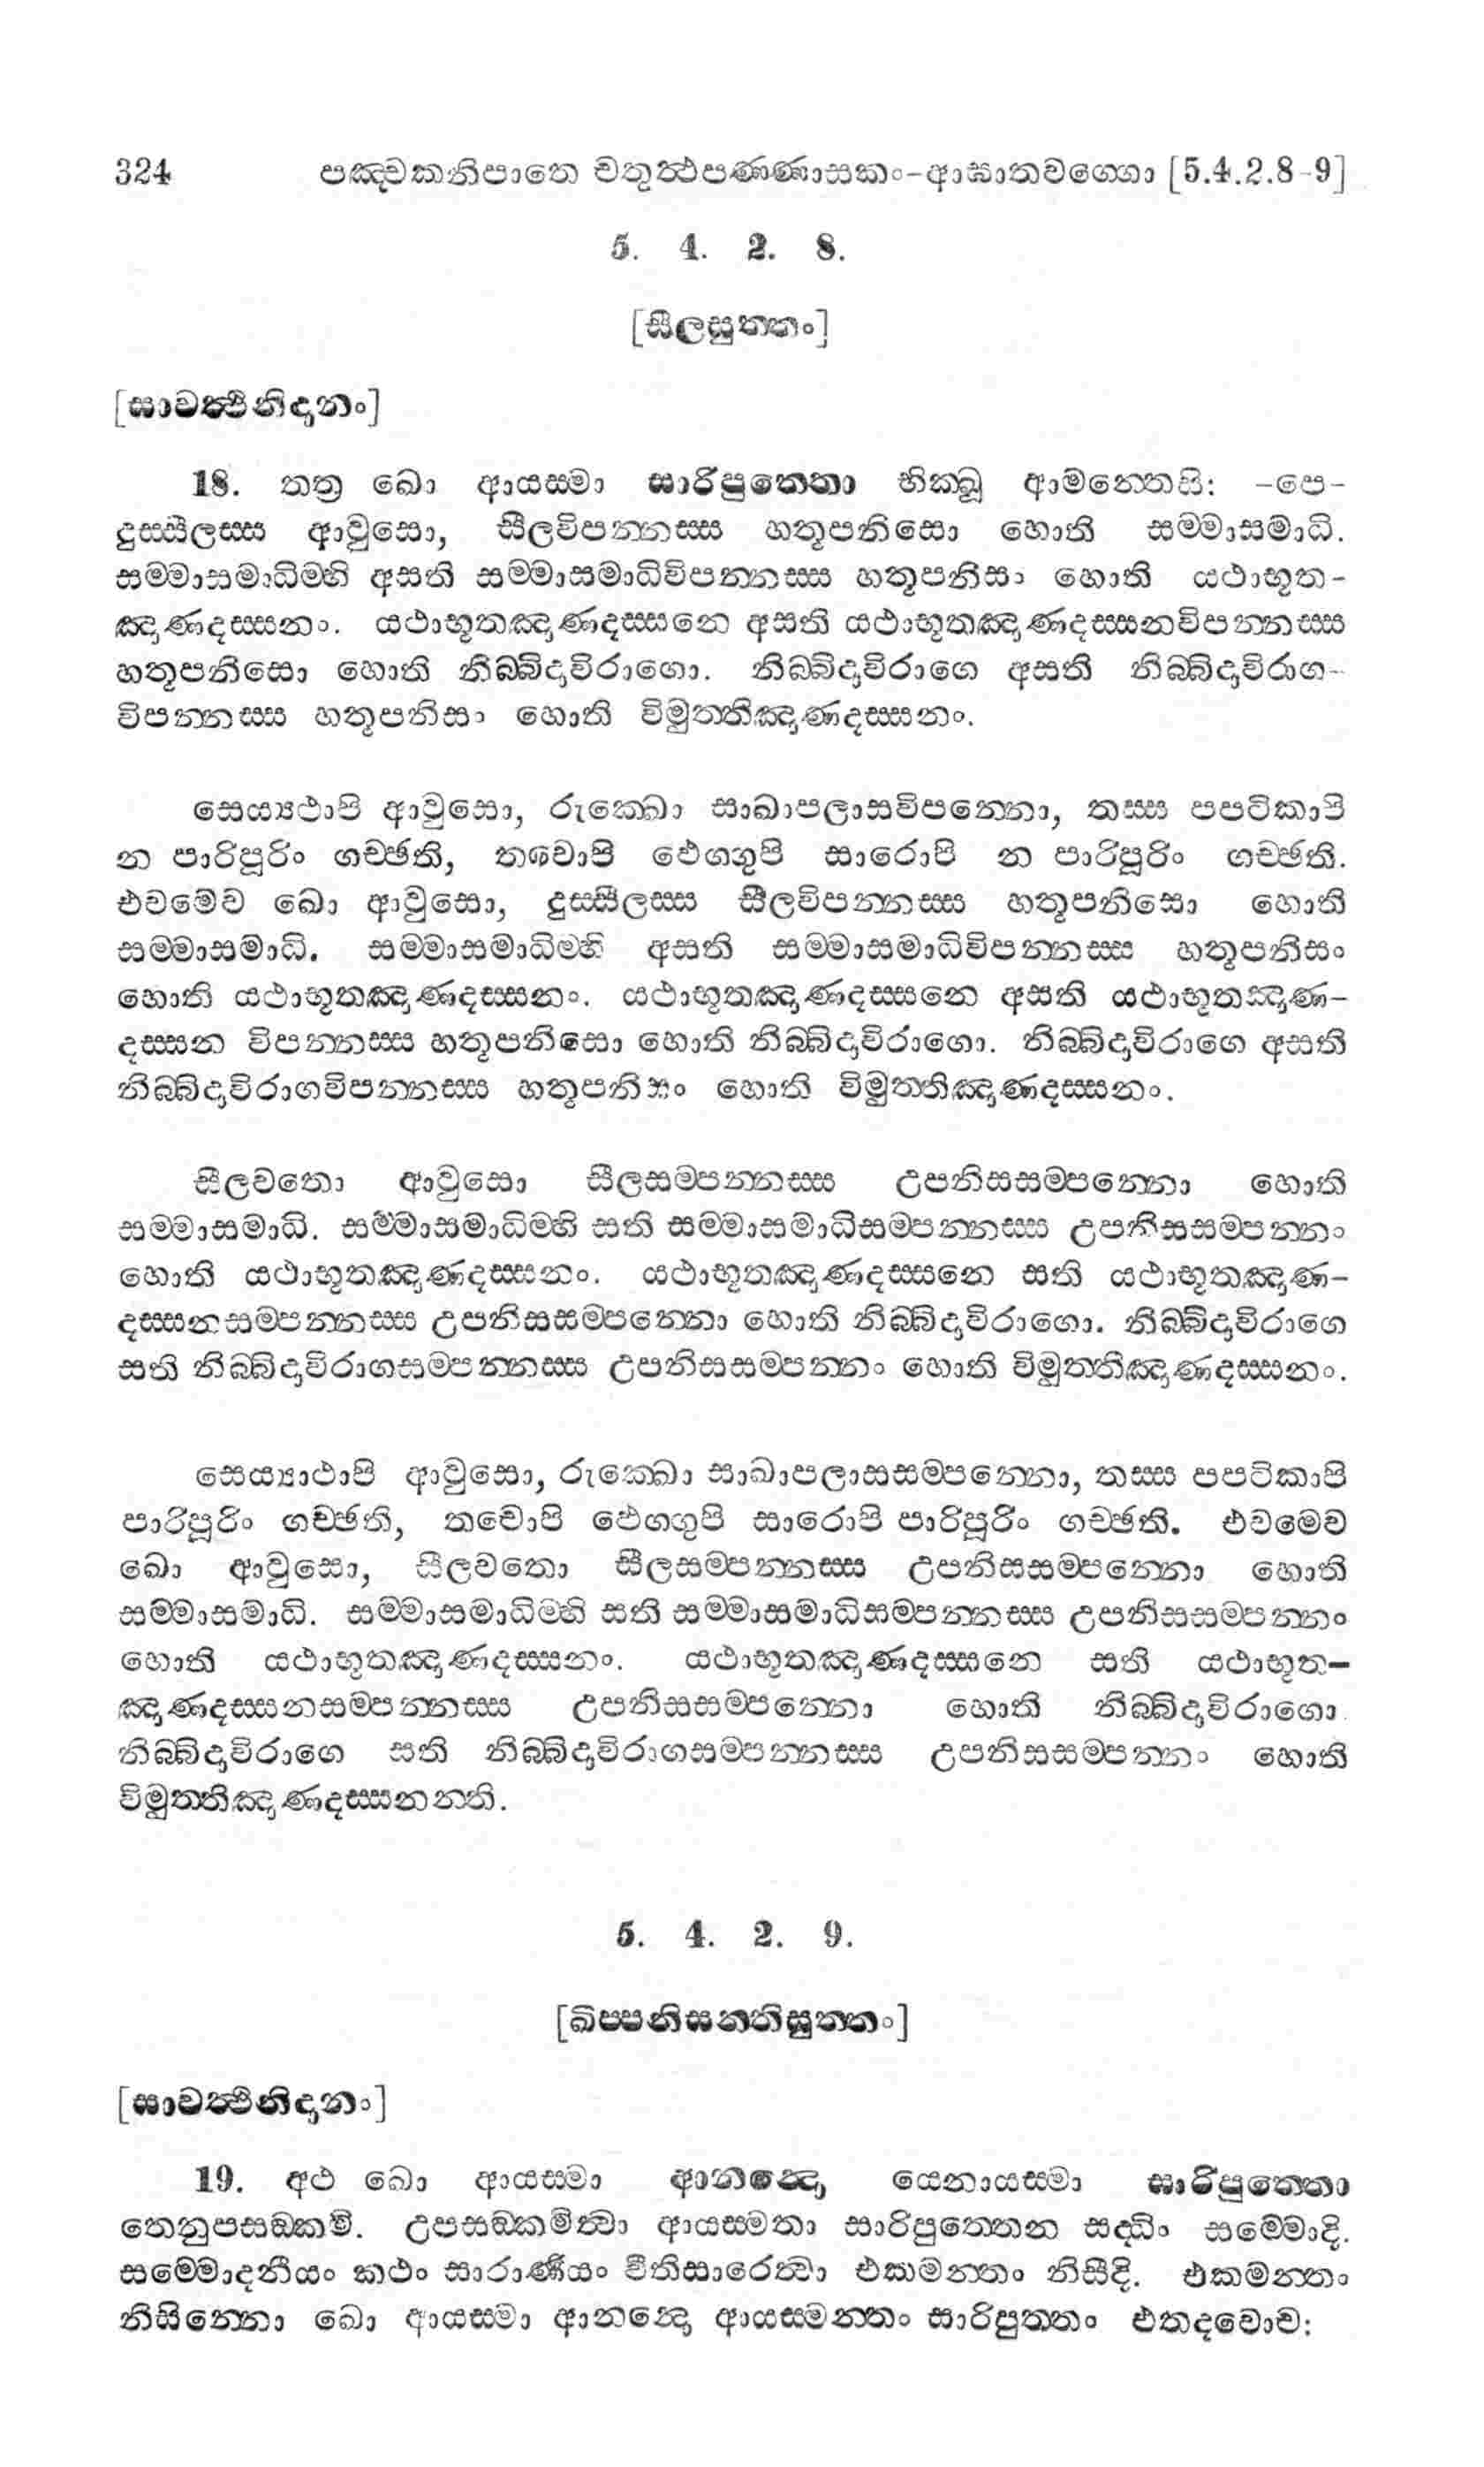 324 පඤ්චකනිපාතෙ චතුත්‍ථපණ්ණාසකං-ආඝාතවග්ගො [5.4.2.8-9]
5. 4. 2. 8.
[සීලසුත්තං]
[සාවත්‍ථිනිදානං]
18. තත්‍ර ඛො ආයස්මා සාරිපුත්තො භික්ඛූ ආමන්තෙසි: -පෙ-
දුස්සීලස්ස ආවුසො, සීලවිපන්නස්ස හතූපනිසො හොති සම්මාසමාධි.
සම්මාසමාධිම්හි අසති සම්මාසමාධිවිපන්නස්ස හතූපනිසං හොති යථාභූත-
ඤාණදස්සනං. යථාභූතඤාණදස්සනෙ අසති යථාභූතඤාණදස්සනවිපන්නස්ස
හතූපනිසො හොති නිබ්බිදාවිරාගො. නිබ්බිදාවිරාගෙ අසති නිබ්බිදාවිරාග-
විපන්නස්ස හතූපනිසං හොති විමුත්තිඤාණදස්සනං.
සෙය්‍යථාපි ආවුසො, රුක්ඛො සාඛාපලාසවිපන්නො, තස්ස පපටිකාපි
න පාරිපූරිං ගච්ඡති, තචොපි ඵෙග්ගුපි සාරොපි න පාරිපූරිං ගච්ඡති.
එවමෙව ඛො ආවුසො, දුස්සීලස්ස සීලවිපන්නස්ස හතූපනිසො හොති
සම්මාසමාධි. සම්මාසමාධිම්හි අසති සම්මාසමාධිවිපන්නස්ස හතූපනිසං
හොති යථාභූතඤාණදස්සනං. යථාභූතඤාණදස්සනෙ අසති යථාභූතඤාණ-
දස්සන විපන්නස්ස හතූපනිසො හොති නිබ්බිදාවිරාගො. නිබ්බිදාවිරාගෙ අසති
නිබ්බිදාවිරාගවිපන්නස්ස හතූපනිසං හොති විමුත්තිඤාණදස්සනං.
සීලවතො ආවුසො සීලසම්පන්නස්ස උපනිසසම්පන්නො හොති
සම්මාසමාධි. සම්මාසමාධිම්හි සති සම්මාසමාධිසම්පන්නස්ස උපනිසසම්පන්නං
හොති යථාභූතඤාණදස්සනං. යථාභූතඤාණදස්සනෙ සති යථාභූතඤාණ-
දස්සනසම්පන්නස්ස උපනිසසම්පන්නො හොති නිබ්බිදාවිරාගො. නිබ්බිදාවිරාගෙ
සති නිබ්බිදාවිරාගසම්පන්නස්ස උපනිසසම්පන්නං හොති විමුත්තිඤාණදස්සනං.
සෙය්‍යාථාපි ආවුසො, රුක්ඛො සාඛාපලාසසම්පන්නො, තස්ස පපටිකාපි
පාරිපූරිං ගච්ඡති, තචොපි ඵෙග්ගුපි සාරොපි පාරිපූරිං ගච්ඡති. එවමෙව
ඛො ආවුසො, සීලවතො සීලසම්පන්නස්ස උපනිසසම්පන්නො හොති
සම්මාසමාධි. සම්මාසමාධිම්හි සති සම්මාසමාධිසම්පන්නස්ස උපනිසසම්පන්නං
හොති යථාභූතඤාණදස්සනං. යථාභූතඤාණදස්සනෙ සති යථාභූත-
ඤාණදස්සනසම්පන්නස්ස උපනිසසම්පන්නො හොති නිබ්බිදාවිරාගො.
නිබ්බිදාවිරාගෙ සති නිබ්බිදාවිරාගසම්පන්නස්ස උපනිසසම්පන්නං හොති
විමුත්තිඤාණදස්සනන්ති.
5. 4. 2. 9.
[ඛිප්පනිසන්තිසුත්තං]
[සාවත්‍ථිනිදානං]
19. අථ ඛො ආයස්මා ආනන්‍දො යෙනායස්මා සාරිපුත්තො
තෙනුපසඞ්කමි. උපසඞ්කමිත්‍වා ආයස්මතා සාරිපුත්තෙන සද්ධිං සම්මොදි.
සම්මොදනීයං කථං සාරාණීයං වීතිසාරෙත්‍වා එකමන්තං නිසීදි. එකමන්තං
නිසින්නො ඛො ආයස්මා ආනන්‍දො ආයස්මන්තං සාරිපුත්තං එතදවොච: